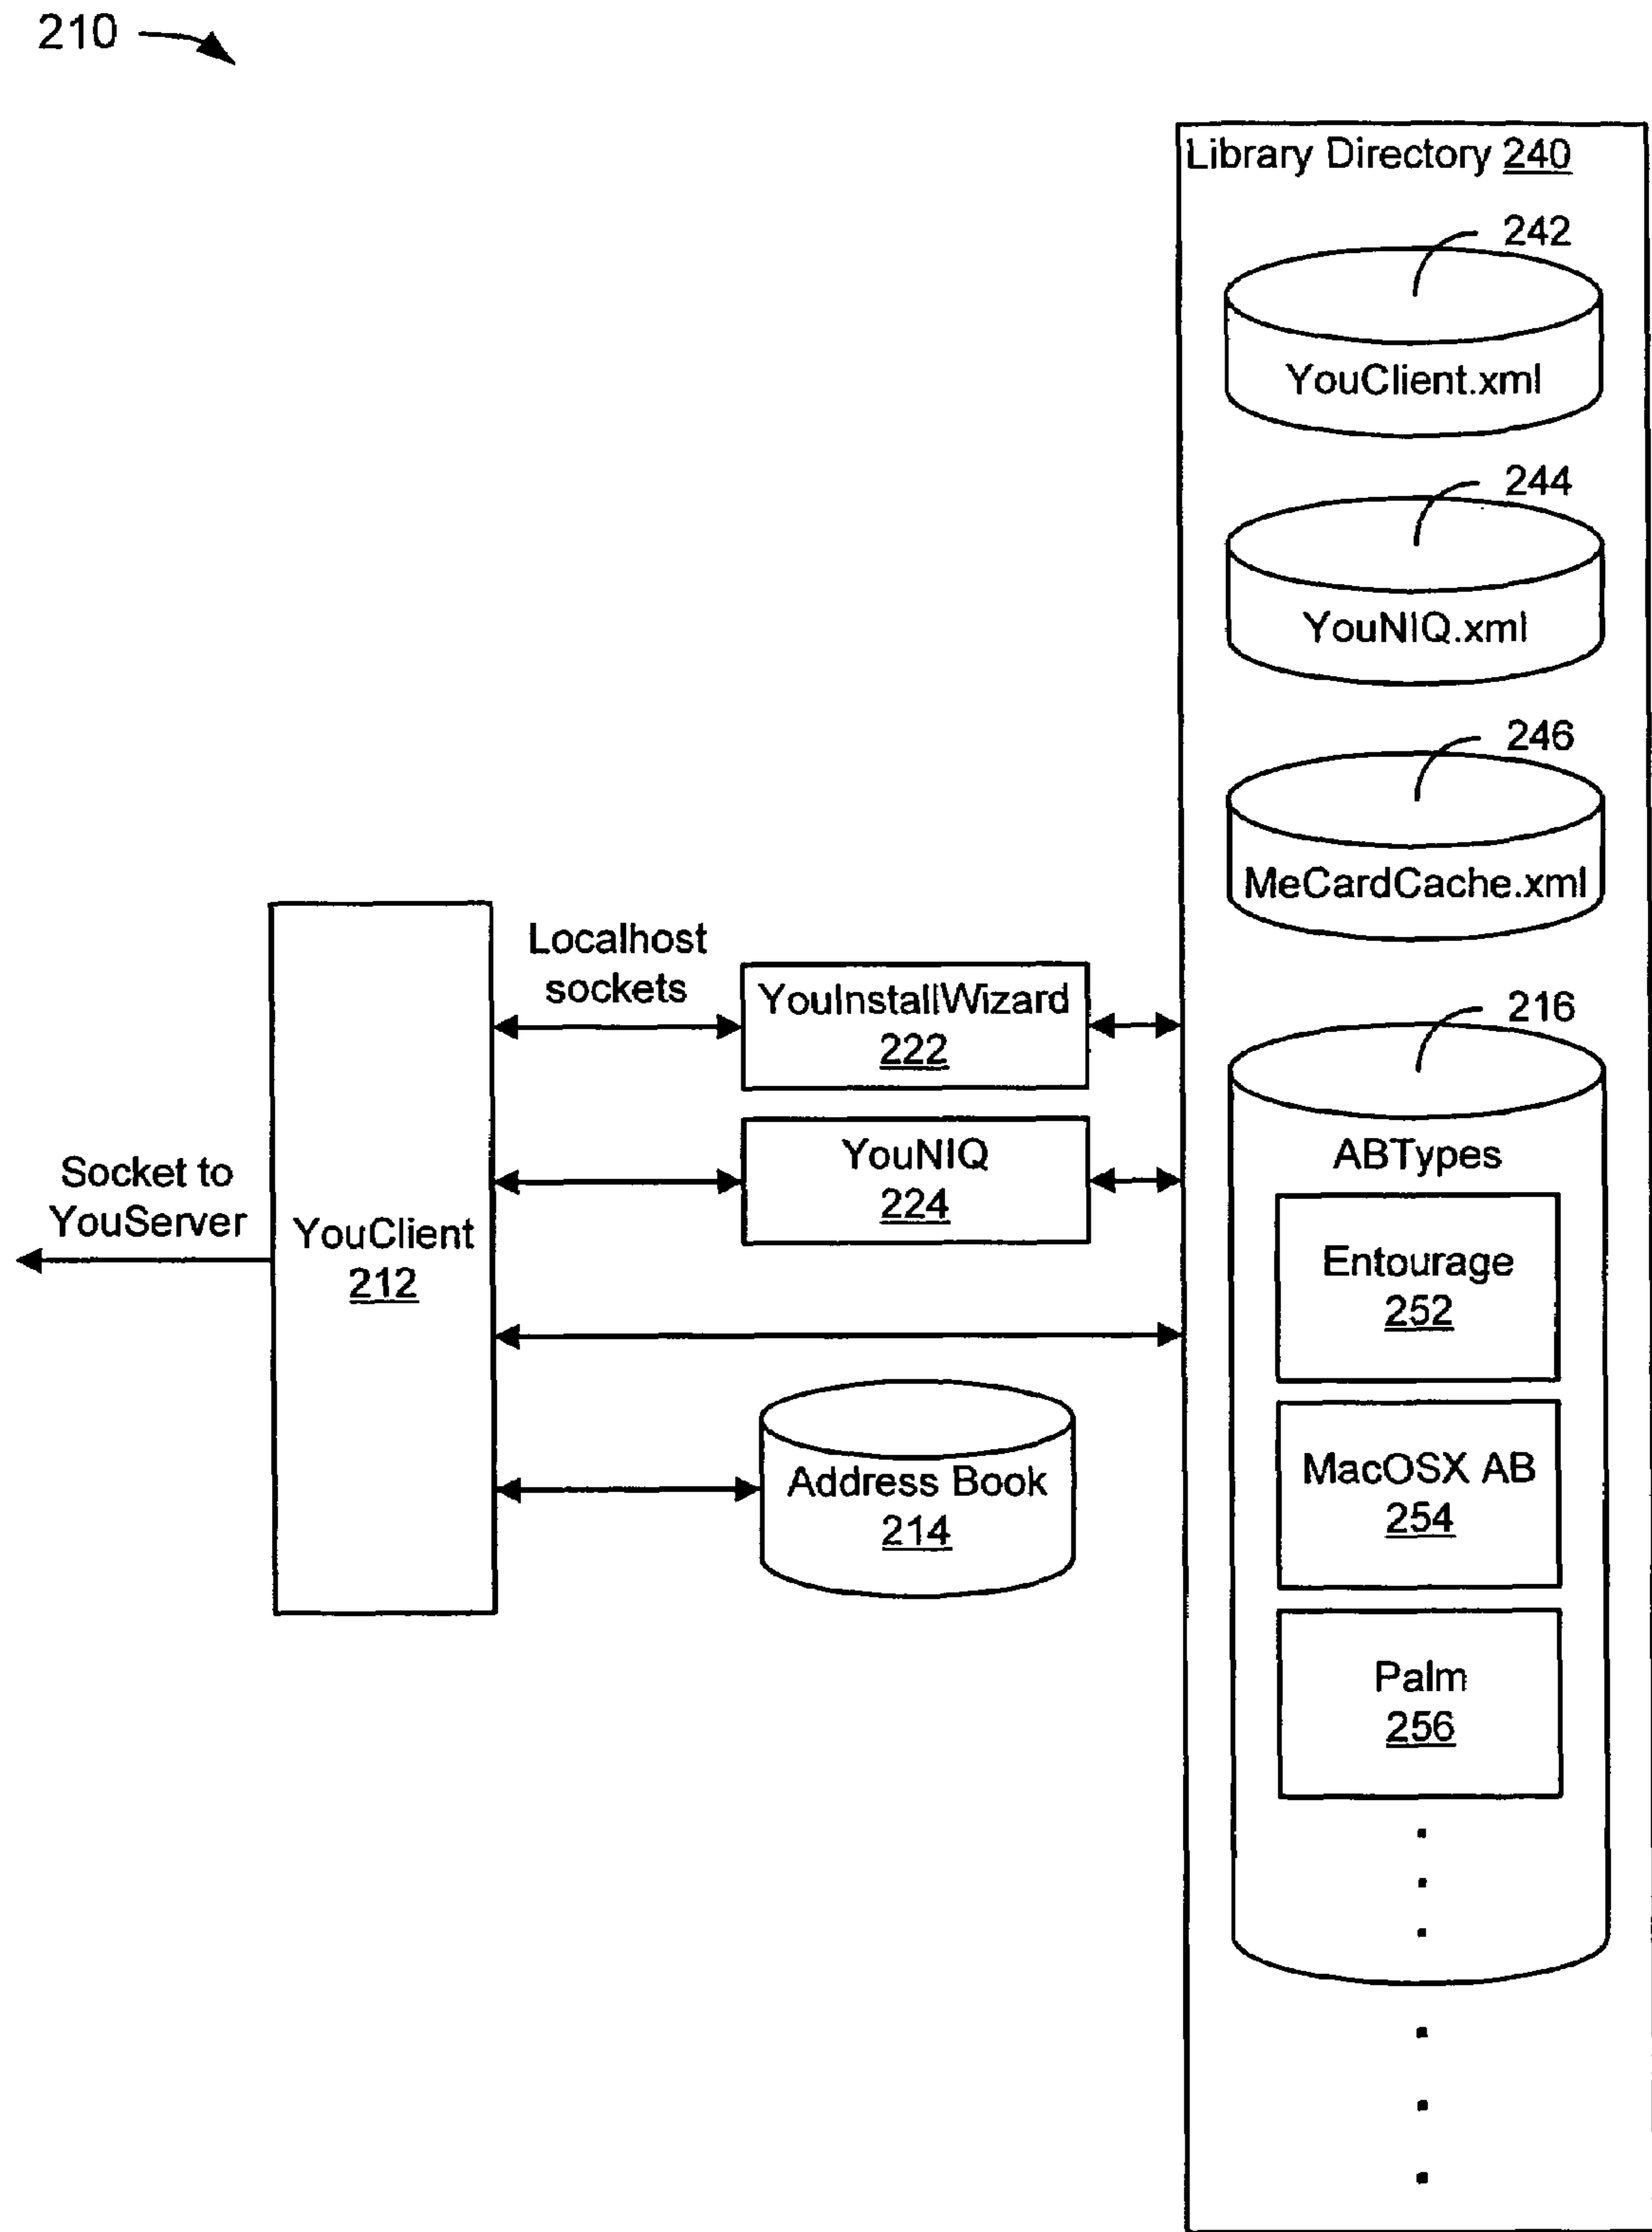 210
Library Directory 240
242
YouClient.xml
244
YouNIQ.xml
246
MeCardCache.xml
Localhost
sockets
YouInstallWizard
222
YouNIQ
224
Socket to
YouServer
YouClient
212
Address Book
214
216
ABTypes
Entourage
252
MacOSX AB
254
Palm
256